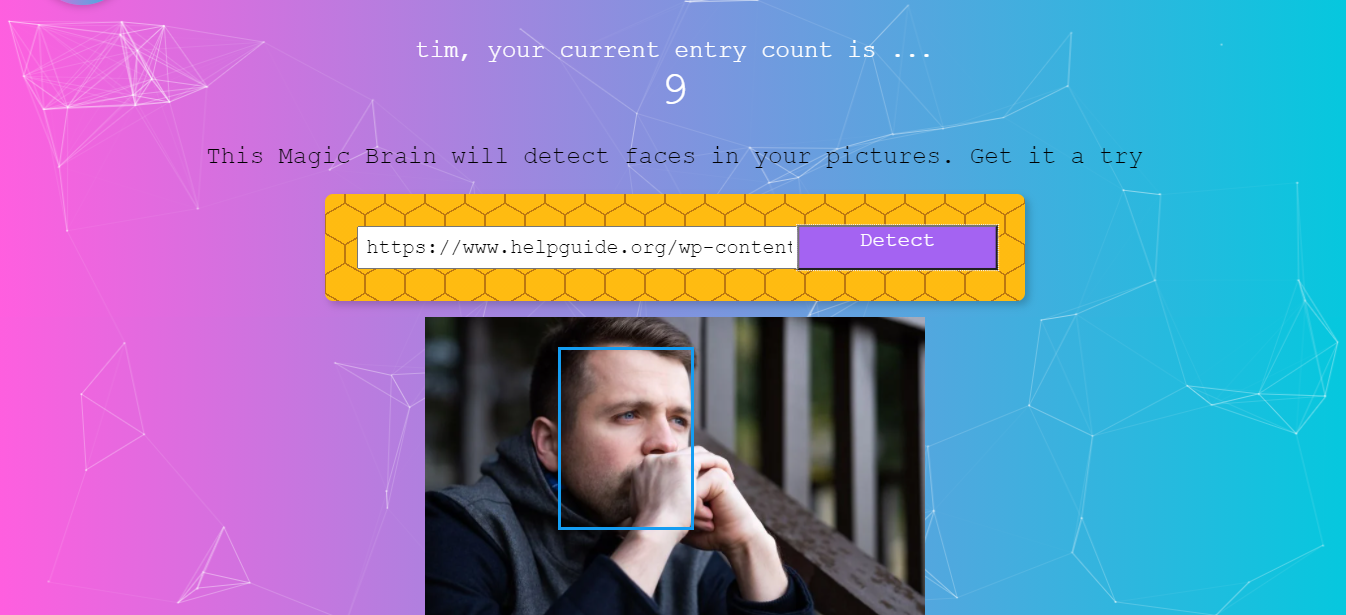 tim, your current entry count is ...
9
This Magic Brain will detect faces in your pictures. Get it a try
https://www.helpguide.org/wp-content
Detect